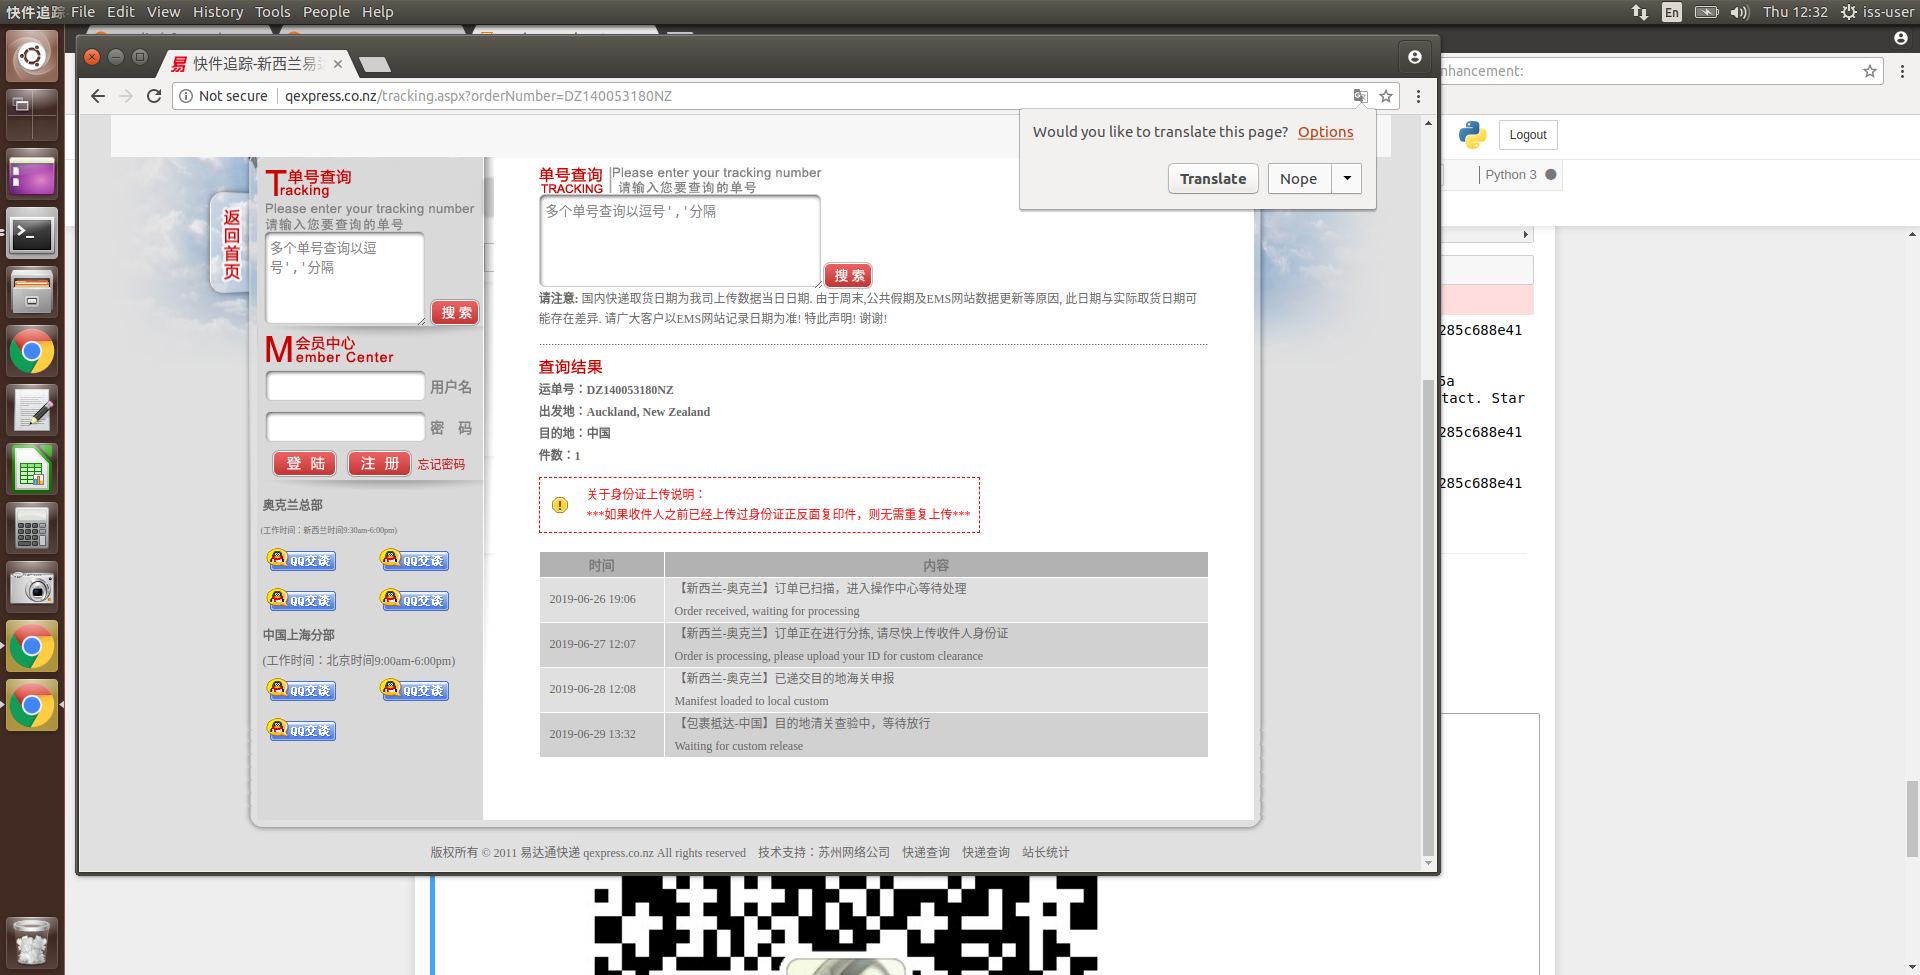 快件追踪 File Edit View History Tools People Help
En Thu 12:32 iss-user
快件追踪-新西兰易
Not secure qexpress.co.nz/tracking.aspx?orderNumber=DZ140053180NZ
nhancement:
Would you like to translate this page? Options
Translate Nope
Logout
Python 3
返回首页
单号查询
Tracking
Please enter your tracking number
请输入您要查询的单号
多个单号查询以逗
号','分隔
搜 索
会员中心
Member Center
用户名
密 码
登 陆 注 册 忘记密码
奥克兰总部
(工作时间：新西兰时间9:30am-6:00pm)
QQ交谈 QQ交谈
QQ交谈 QQ交谈
中国上海分部
(工作时间：北京时间9:00am-6:00pm)
QQ交谈 QQ交谈
QQ交谈
单号查询 Please enter your tracking number
TRACKING 请输入您要查询的单号
多个单号查询以逗号','分隔
搜 索
请注意: 国内快递取货日期为我司上传数据当日日期. 由于周末,公共假期及EMS网站数据更新等原因, 此日期与实际取货日期可
能存在差异. 请广大客户以EMS网站记录日期为准! 特此声明! 谢谢!
查询结果
运单号：DZ140053180NZ
出发地：Auckland, New Zealand
目的地：中国
件数：1
关于身份证上传说明：
***如果收件人之前已经上传过身份证正反面复印件，则无需重复上传***
时间 内容
2019-06-26 19:06 【新西兰-奥克兰】订单已扫描，进入操作中心等待处理
Order received, waiting for processing
2019-06-27 12:07 【新西兰-奥克兰】订单正在进行分拣, 请尽快上传收件人身份证
Order is processing, please upload your ID for custom clearance
2019-06-28 12:08 【新西兰-奥克兰】已递交目的地海关申报
Manifest loaded to local custom
2019-06-29 13:32 【包裹抵达-中国】目的地清关查验中，等待放行
Waiting for custom release
版权所有 © 2011 易达通快递 qexpress.co.nz All rights reserved 技术支持：苏州网络公司 快递查询 快递查询 站长统计
285c688e41
5a
tact. Star
285c688e41
285c688e41